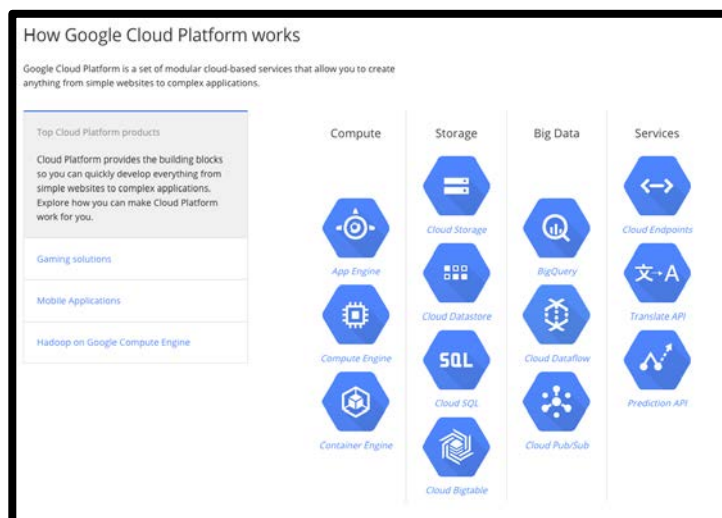 How Google Cloud Platform works
Google Cloud Platform is a set of modular cloud-based services that allow you to create
anything from simple websites to complex applications.
Top Cloud Platform products
Cloud Platform provides the building blocks
so you can quickly develop everything from
simple websites to complex applications.
Explore how you can make Cloud Platform
work for you.
Gaming solutions
Mobile Applications
Hadoop on Google Compute Engine
Compute
App Engine
Compute Engine
Container Engine
Storage
Cloud Storage
Cloud Datastore
SQL
Cloud SQL
Cloud Bigtable
Big Data
BigQuery
Cloud Dataflow
Cloud Pub/Sub
Services
Cloud Endpoints
文→A
Translate API
Prediction API